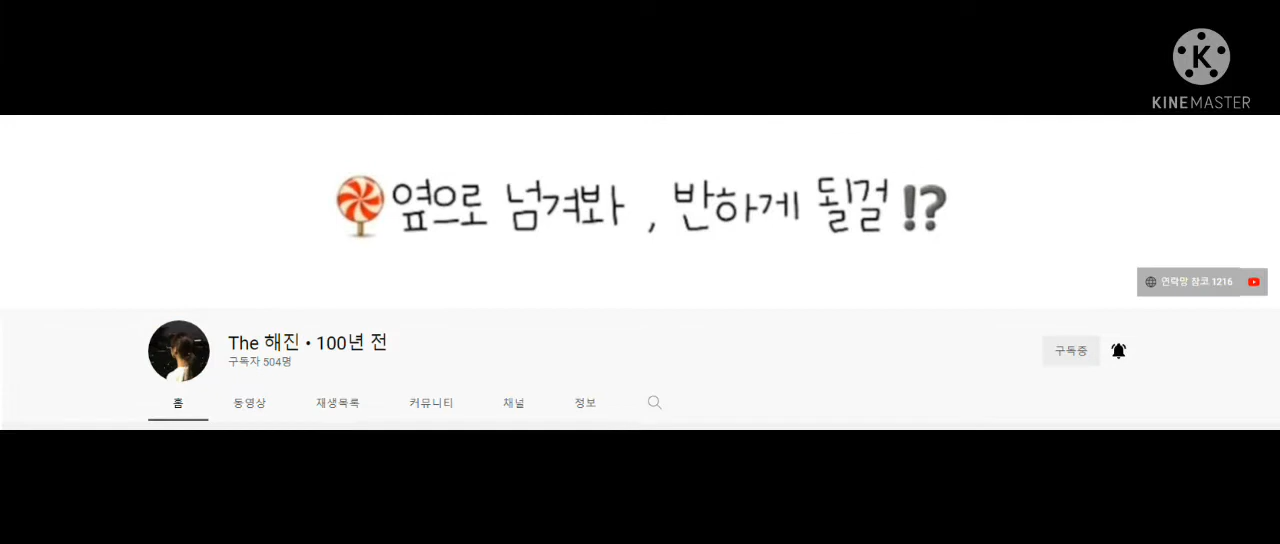 KINEMASTER
옆으로 넘겨봐 , 반하게 될걸⁉
연락망 참코 1216
The 해진 • 100년 전
구독자 504명
구독중
홈 동영상 재생목록 커뮤니티 채널 정보